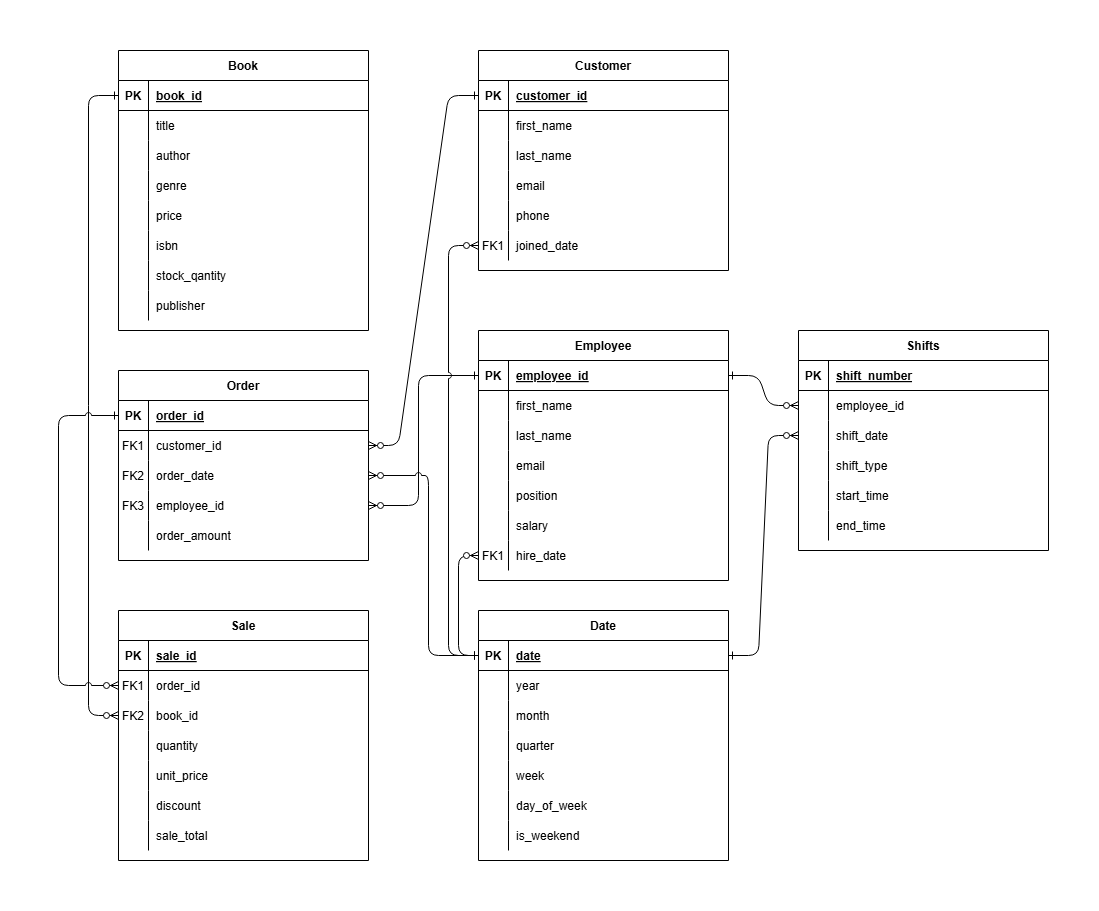 Book
PK book_id
title
author
genre
price
isbn
stock_qantity
publisher
Customer
PK customer_id
first_name
last_name
email
phone
FK1 joined_date
Order
PK order_id
FK1 customer_id
FK2 order_date
FK3 employee_id
order_amount
Employee
PK employee_id
first_name
last_name
email
position
salary
FK1 hire_date
Shifts
PK shift_number
employee_id
shift_date
shift_type
start_time
end_time
Sale
PK sale_id
FK1 order_id
FK2 book_id
quantity
unit_price
discount
sale_total
Date
PK date
year
month
quarter
week
day_of_week
is_weekend